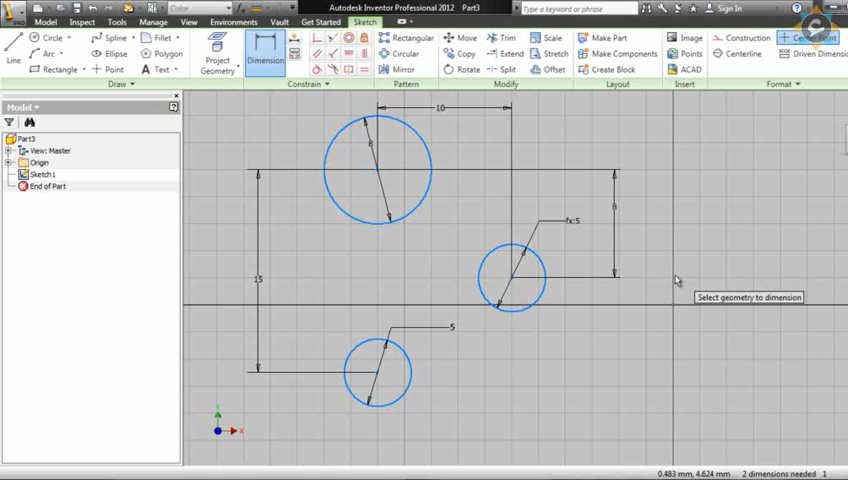 Autodesk Inventor Professional 2012 Part3
Type a keyword or phrase
Sign In
Color
PRO
Model Inspect Tools Manage View Environments Vault Get Started Sketch
Line
Circle
Arc
Rectangle
Spline
Ellipse
Point
Fillet
Polygon
Text
Draw
Project
Geometry
Dimension
Constrain
Rectangular
Circular
Mirror
Pattern
Move
Copy
Rotate
Trim
Extend
Split
Scale
Stretch
Offset
Modify
Make Part
Make Components
Create Block
Layout
Image
Points
ACAD
Insert
Construction
Centerline
Center Point
Driven Dimension
Format
Model
Part3
View: Master
Origin
Sketch1
End of Part
10
8
8
15
fx:5
5
Select geometry to dimension
Y
X
0.483 mm, 4.624 mm 2 dimensions needed 1